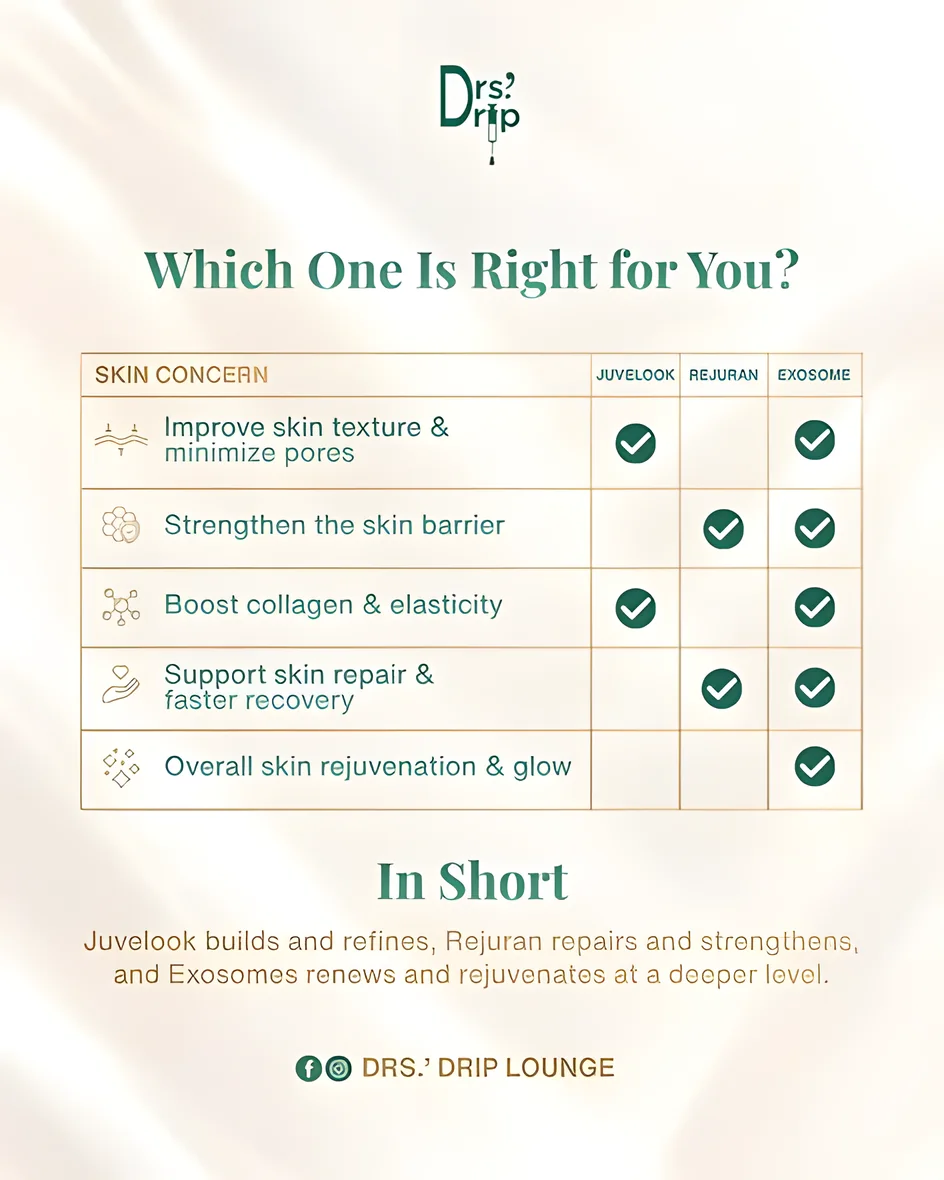 Drs.'
Drip
Which One Is Right for You?
SKIN CONCERN
JUVELOOK
REJURAN
EXOSOME
Improve skin texture &
minimize pores
Strengthen the skin barrier
Boost collagen & elasticity
Support skin repair &
faster recovery
Overall skin rejuvenation & glow
In Short
Juvelook builds and refines, Rejuran repairs and strengthens,
and Exosomes renews and rejuvenates at a deeper level.
DRS.' DRIP LOUNGE